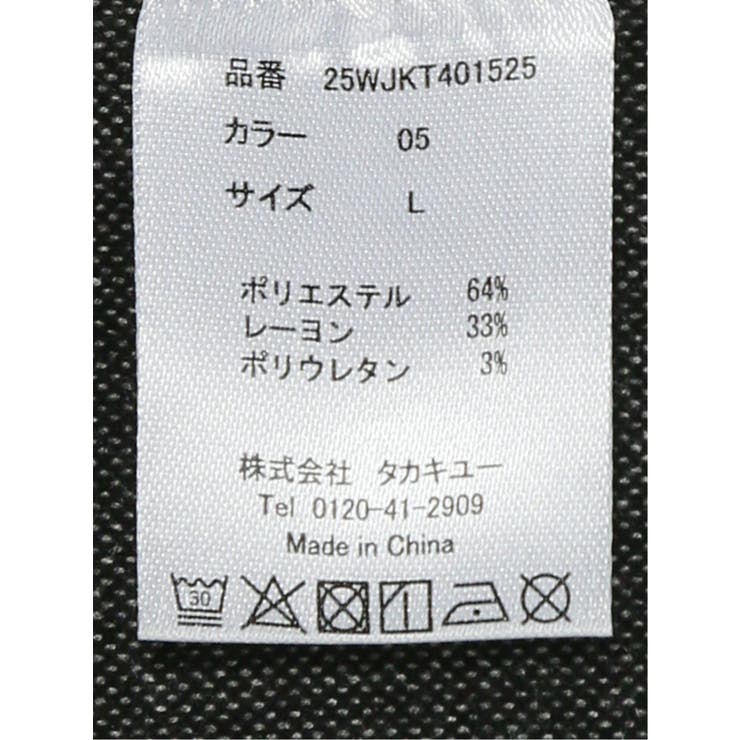 品番 25WJKT401525
カラー 05
サイズ L
ポリエステル 64%
レーヨン 33%
ポリウレタン 3%
株式会社 タカキユー
Tel 0120-41-2909
Made in China
30